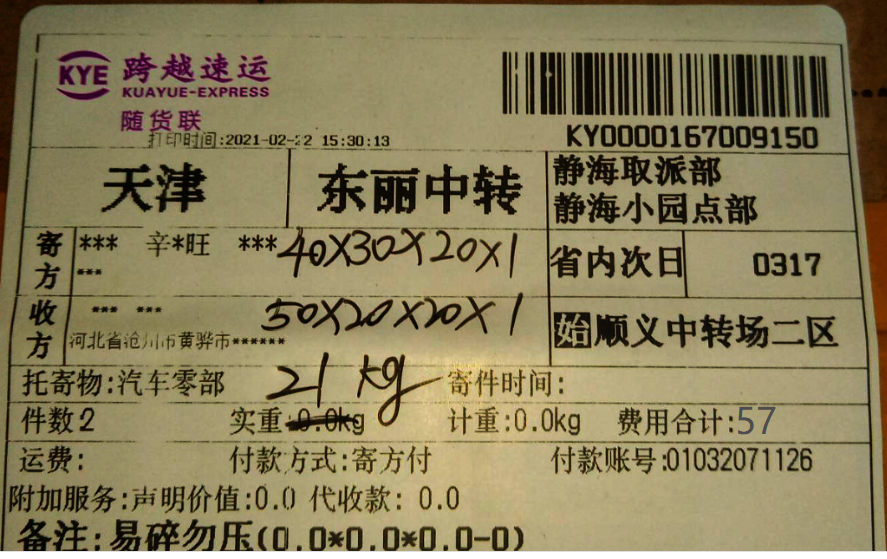 KYE 跨越速运
KUAYUE-EXPRESS
随货联
打印时间:2021-02-22 15:30:13
KY0000167009150
天津 东丽中转 静海取派部
静海小园点部
寄方 *** 辛*旺 *** 40X30X20X1
***
省内次日 0317
收方 *** *** 50X20X20X1
河北省沧州市黄骅市******
始 顺义中转场二区
托寄物:汽车零部 21kg 寄件时间:
件数2 实重:0.0kg 计重:0.0kg 费用合计:57
运费: 付款方式:寄方付 付款账号:01032071126
附加服务:声明价值:0.0 代收款: 0.0
备注:易碎勿压(0.0*0.0*0.0-0)